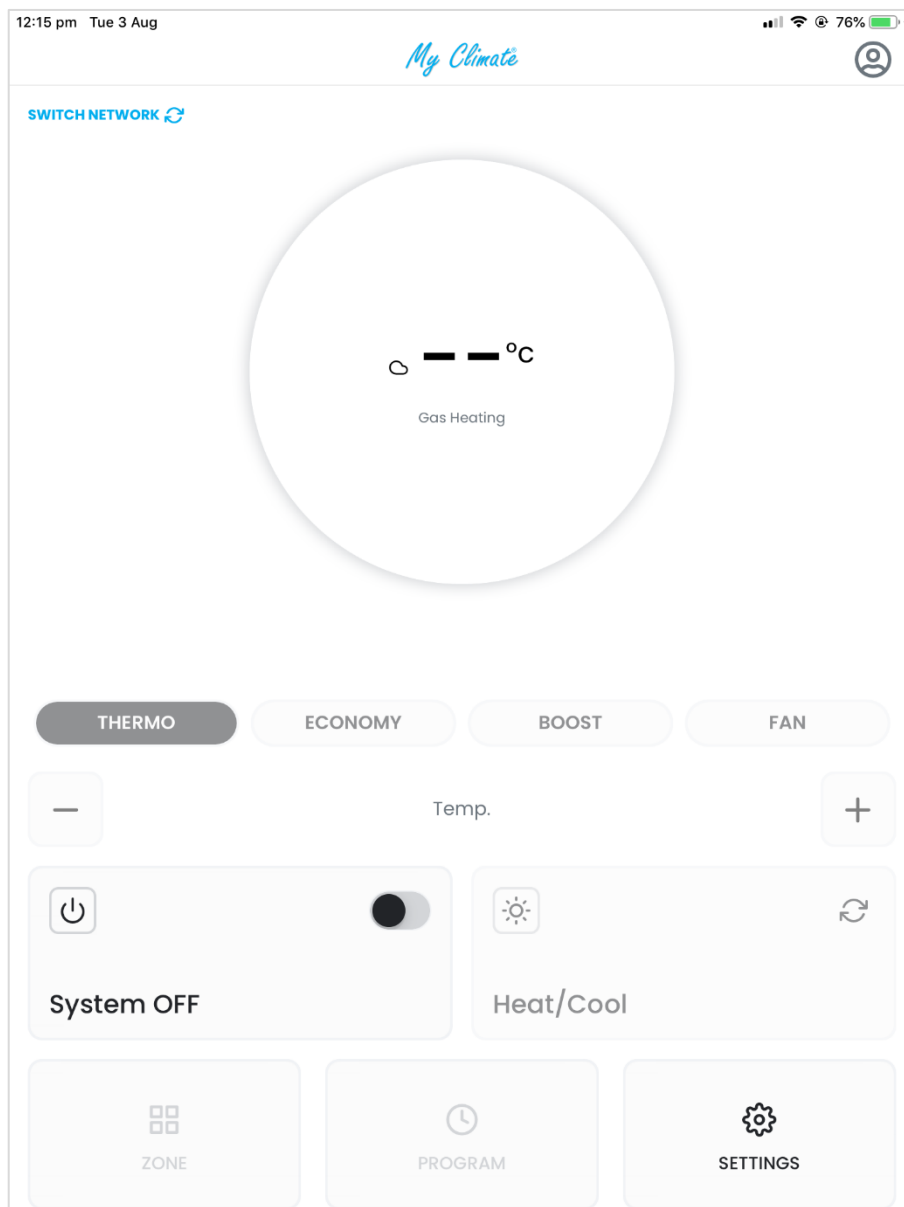 12:15 pm Tue 3 Aug 76%
My Climate
SWITCH NETWORK
– – °C
Gas Heating
THERMO ECONOMY BOOST FAN
− Temp. +
System OFF Heat/Cool
ZONE PROGRAM SETTINGS